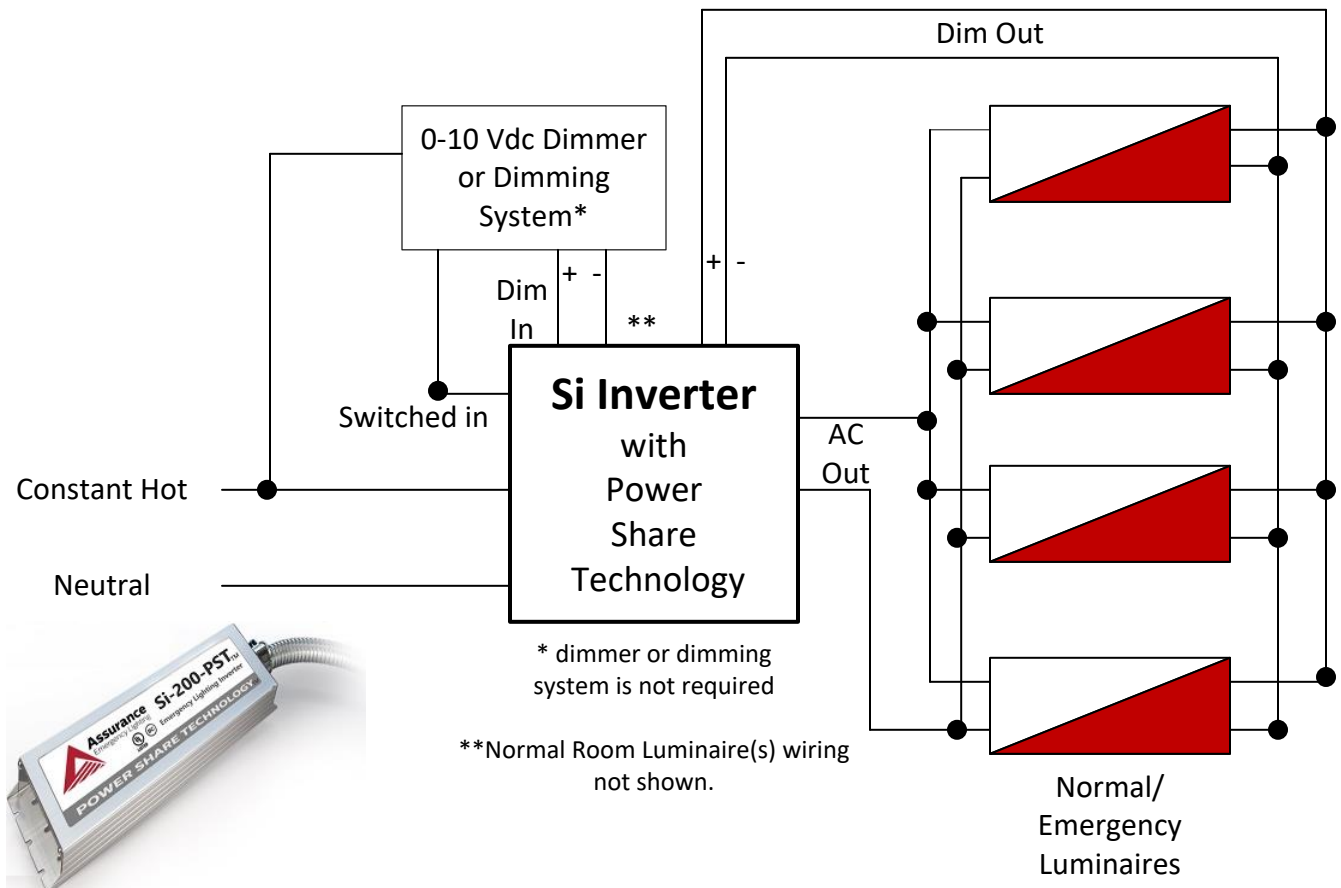 Dim Out
0-10 Vdc Dimmer
or Dimming
System*
+ -
+ -
Dim
In
**
Switched in
Si Inverter
with
Power
Share
Technology
AC
Out
Constant Hot
Neutral
* dimmer or dimming
system is not required
**Normal Room Luminaire(s) wiring
not shown.
Normal/
Emergency
Luminaires
Assurance
Emergency Lighting
Si-200-PST™
Emergency Lighting Inverter
POWER SHARE TECHNOLOGY